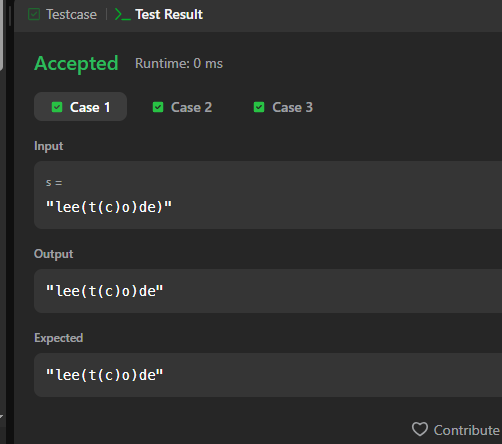 Testcase Test Result
Accepted Runtime: 0 ms
Case 1 Case 2 Case 3
Input
s =
"lee(t(c)o)de)"
Output
"lee(t(c)o)de"
Expected
"lee(t(c)o)de"
Contribute